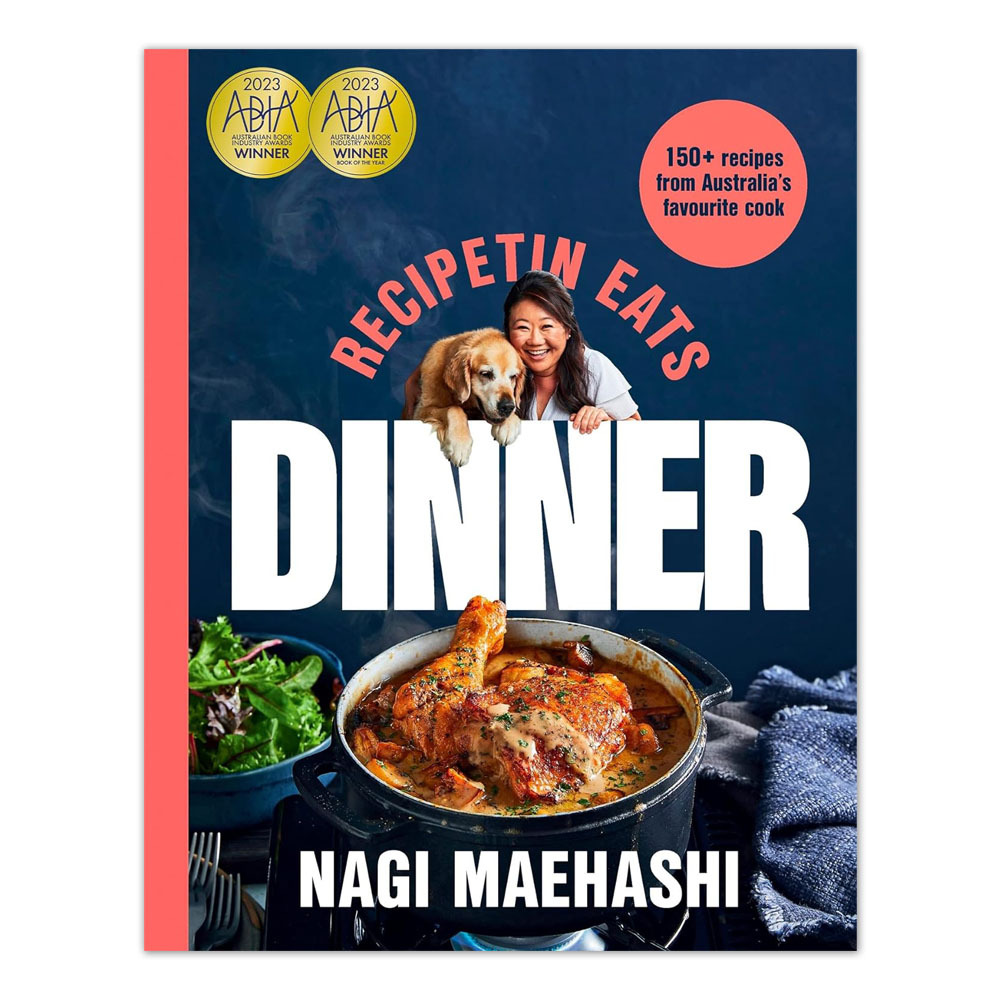 2023
ABIA
AUSTRALIAN BOOK
INDUSTRY AWARDS
WINNER
2023
ABIA
AUSTRALIAN BOOK
INDUSTRY AWARDS
WINNER
BOOK OF THE YEAR
150+ recipes
from Australia's
favourite cook
RECIPETIN EATS
DINNER
NAGI MAEHASHI